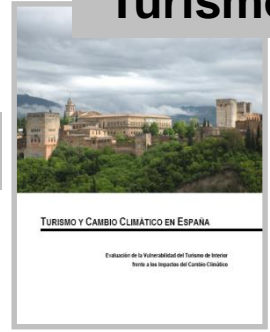 Turismo
TURISMO Y CAMBIO CLIMÁTICO EN ESPAÑA
Evaluación de la Vulnerabilidad del Turismo de Interior
frente a los Impactos del Cambio Climático